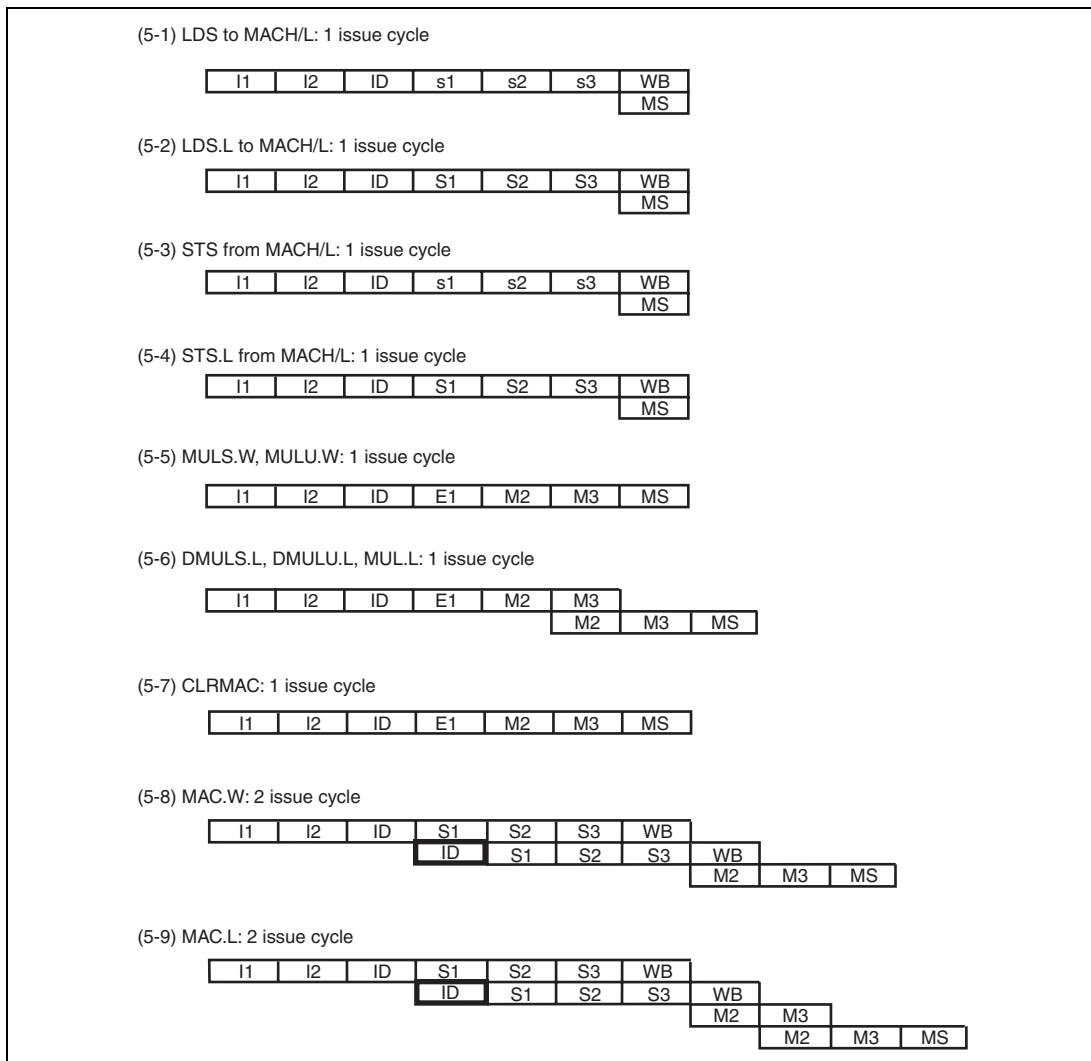 (5-1) LDS to MACH/L: 1 issue cycle
I1 I2 ID s1 s2 s3 WB
MS
(5-2) LDS.L to MACH/L: 1 issue cycle
I1 I2 ID S1 S2 S3 WB
MS
(5-3) STS from MACH/L: 1 issue cycle
I1 I2 ID s1 s2 s3 WB
MS
(5-4) STS.L from MACH/L: 1 issue cycle
I1 I2 ID S1 S2 S3 WB
MS
(5-5) MULS.W, MULU.W: 1 issue cycle
I1 I2 ID E1 M2 M3 MS
(5-6) DMULS.L, DMULU.L, MUL.L: 1 issue cycle
I1 I2 ID E1 M2 M3
M2 M3 MS
(5-7) CLRMAC: 1 issue cycle
I1 I2 ID E1 M2 M3 MS
(5-8) MAC.W: 2 issue cycle
I1 I2 ID S1 S2 S3 WB
ID S1 S2 S3 WB
M2 M3 MS
(5-9) MAC.L: 2 issue cycle
I1 I2 ID S1 S2 S3 WB
ID S1 S2 S3 WB
M2 M3
M2 M3 MS